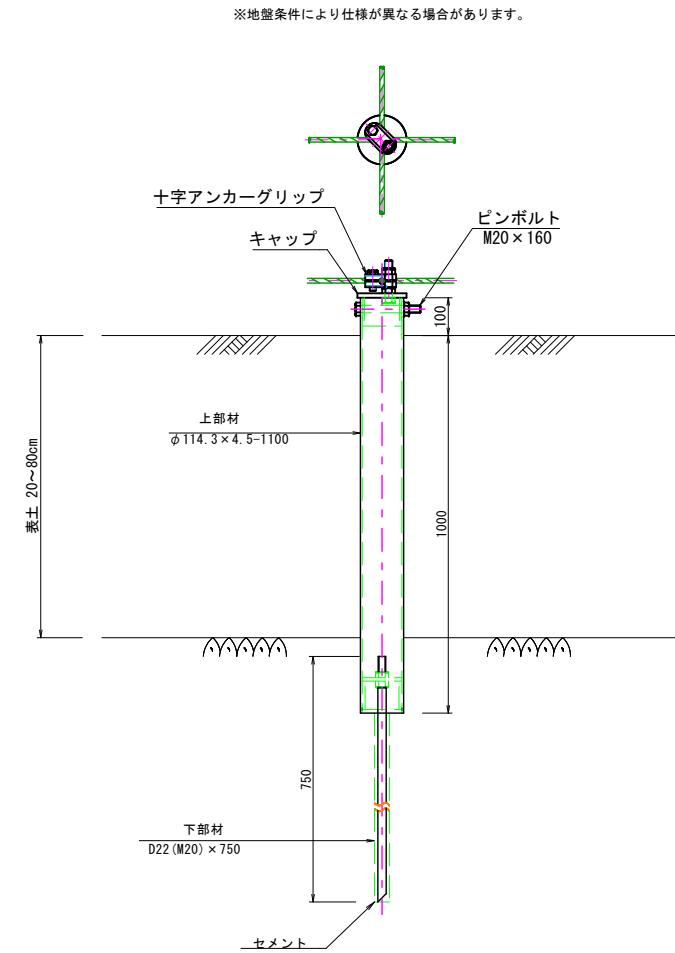 ※地盤条件により仕様が異なる場合があります。
十字アンカーグリップ
キャップ
ピンボルト
M20×160
100
上部材
φ114.3×4.5-1100
表土 20～80cm
1000
750
下部材
D22(M20)×750
セメント